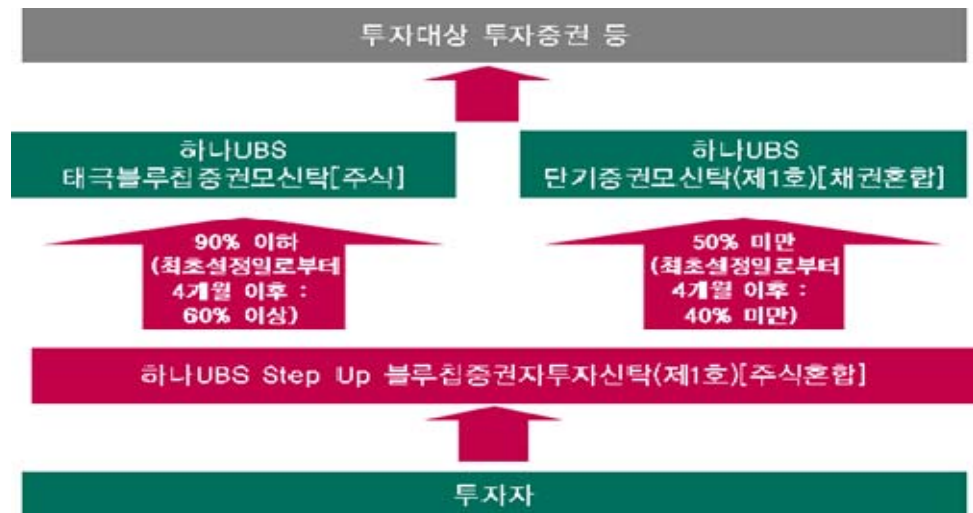 투자대상 투자증권 등
하나UBS
태극블루칩증권모신탁[주식]
하나UBS
단기증권모신탁(제1호)[채권혼합]
90% 이하
(최초설정일로부터
4개월 이후 :
60% 이상)
50% 미만
(최초설정일로부터
4개월 이후 :
40% 미만)
하나UBS Step Up 블루칩증권자투자신탁(제1호)[주식혼합]
투자자